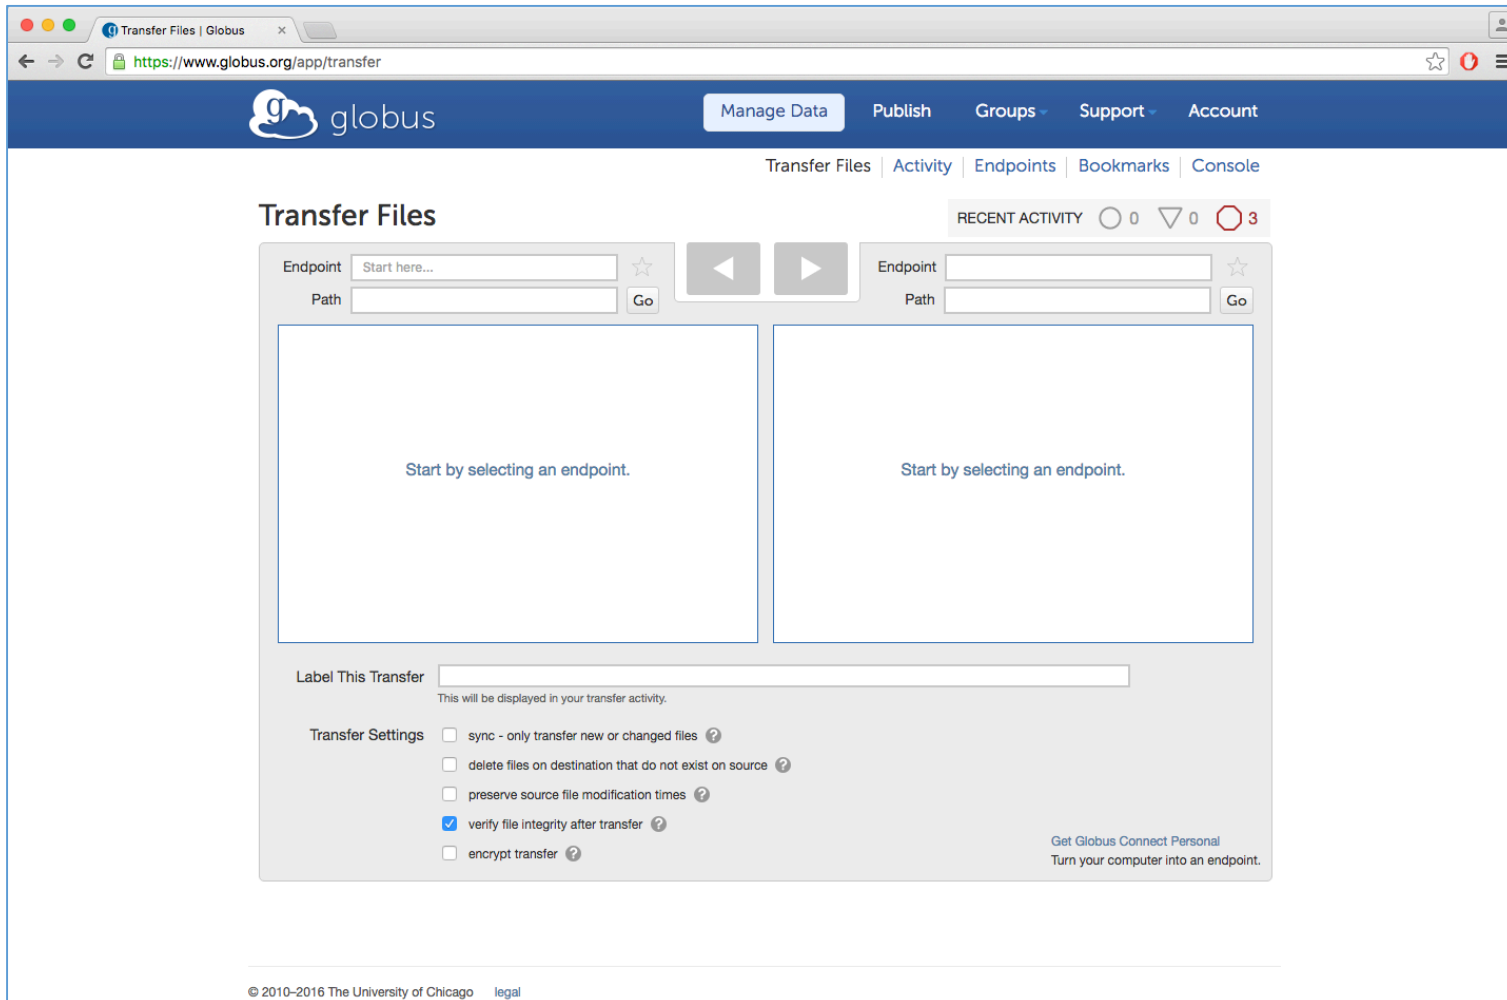 Transfer Files | Globus
https://www.globus.org/app/transfer
globus
Manage Data Publish Groups Support Account
Transfer Files Activity Endpoints Bookmarks Console
Transfer Files
RECENT ACTIVITY 0 0 3
Endpoint Start here... Endpoint
Path Go Path Go
Start by selecting an endpoint. Start by selecting an endpoint.
Label This Transfer
This will be displayed in your transfer activity.
Transfer Settings sync - only transfer new or changed files ?
delete files on destination that do not exist on source ?
preserve source file modification times ?
verify file integrity after transfer ?
encrypt transfer ?
Get Globus Connect Personal
Turn your computer into an endpoint.
© 2010–2016 The University of Chicago legal